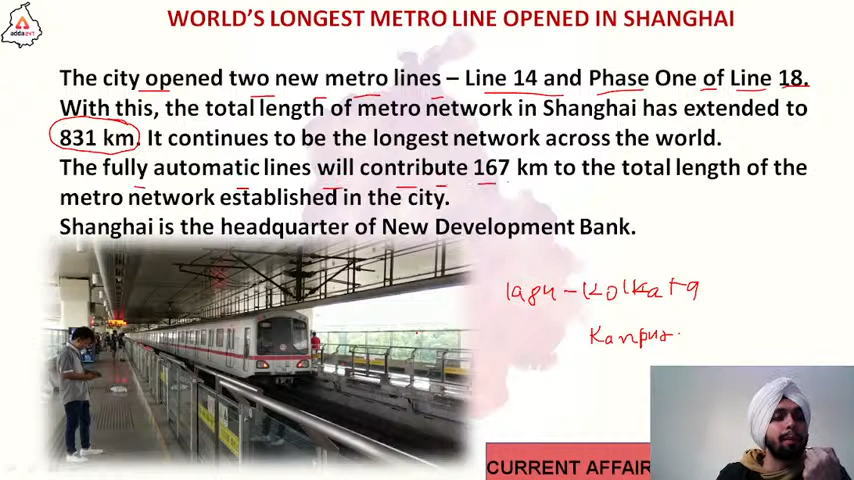 WORLD'S LONGEST METRO LINE OPENED IN SHANGHAI
adda247
The city opened two new metro lines – Line 14 and Phase One of Line 18.
With this, the total length of metro network in Shanghai has extended to
831 km. It continues to be the longest network across the world.
The fully automatic lines will contribute 167 km to the total length of the
metro network established in the city.
Shanghai is the headquarter of New Development Bank.
1984 - Kolkata
Kanpur.
CURRENT AFFAIR